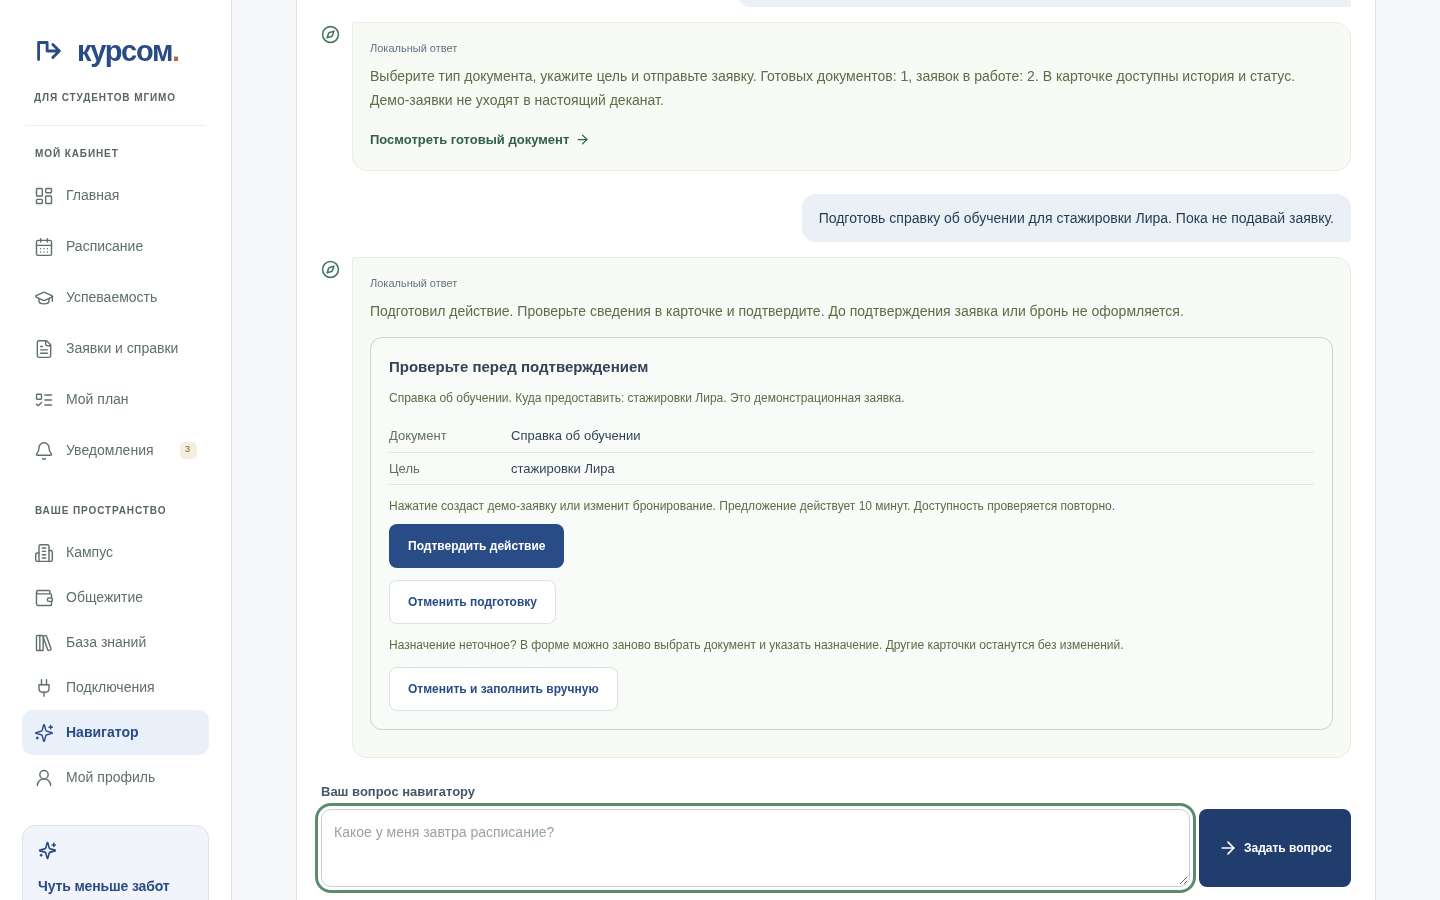 курсом.
ДЛЯ СТУДЕНТОВ МГИМО
МОЙ КАБИНЕТ
Главная
Расписание
Успеваемость
Заявки и справки
Мой план
Уведомления
3
ВАШЕ ПРОСТРАНСТВО
Кампус
Общежитие
База знаний
Подключения
Навигатор
Мой профиль
Чуть меньше забот
Локальный ответ
Выберите тип документа, укажите цель и отправьте заявку. Готовых документов: 1, заявок в работе: 2. В карточке доступны история и статус.
Демо-заявки не уходят в настоящий деканат.
Посмотреть готовый документ
Подготовь справку об обучении для стажировки Лира. Пока не подавай заявку.
Локальный ответ
Подготовил действие. Проверьте сведения в карточке и подтвердите. До подтверждения заявка или бронь не оформляется.
Проверьте перед подтверждением
Справка об обучении. Куда предоставить: стажировки Лира. Это демонстрационная заявка.
Документ
Справка об обучении
Цель
стажировки Лира
Нажатие создаст демо-заявку или изменит бронирование. Предложение действует 10 минут. Доступность проверяется повторно.
Подтвердить действие
Отменить подготовку
Назначение неточное? В форме можно заново выбрать документ и указать назначение. Другие карточки останутся без изменений.
Отменить и заполнить вручную
Ваш вопрос навигатору
Какое у меня завтра расписание?
Задать вопрос